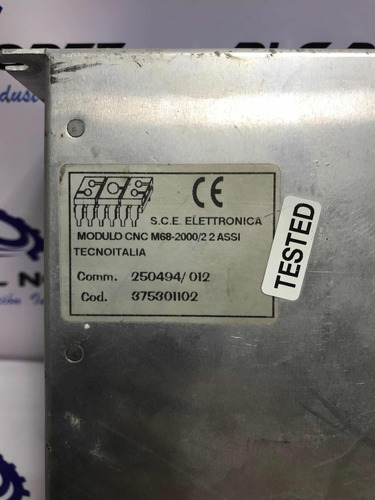 S.C.E. ELETTRONICA
MODULO CNC M68-2000/2 2 ASSI
TECNOITALIA
Comm. 250494/012
Cod. 375301102
CE
TESTED